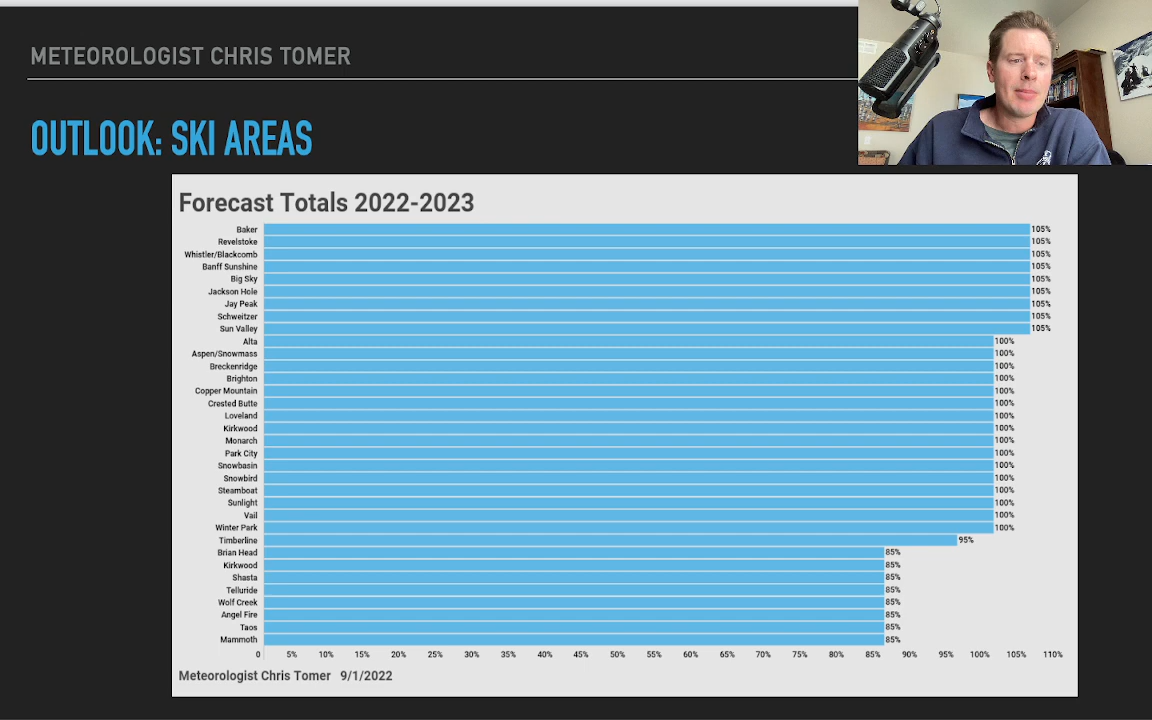 METEOROLOGIST CHRIS TOMER
OUTLOOK: SKI AREAS
Forecast Totals 2022-2023
Baker 105%
Revelstoke 105%
Whistler/Blackcomb 105%
Banff Sunshine 105%
Big Sky 105%
Jackson Hole 105%
Jay Peak 105%
Schweitzer 105%
Sun Valley 105%
Alta 100%
Aspen/Snowmass 100%
Breckenridge 100%
Brighton 100%
Copper Mountain 100%
Crested Butte 100%
Loveland 100%
Kirkwood 100%
Monarch 100%
Park City 100%
Snowbasin 100%
Snowbird 100%
Steamboat 100%
Sunlight 100%
Vail 100%
Winter Park 100%
Timberline 95%
Brian Head 85%
Kirkwood 85%
Shasta 85%
Telluride 85%
Wolf Creek 85%
Angel Fire 85%
Taos 85%
Mammoth 85%
0 5% 10% 15% 20% 25% 30% 35% 40% 45% 50% 55% 60% 65% 70% 75% 80% 85% 90% 95% 100% 105% 110%
Meteorologist Chris Tomer 9/1/2022